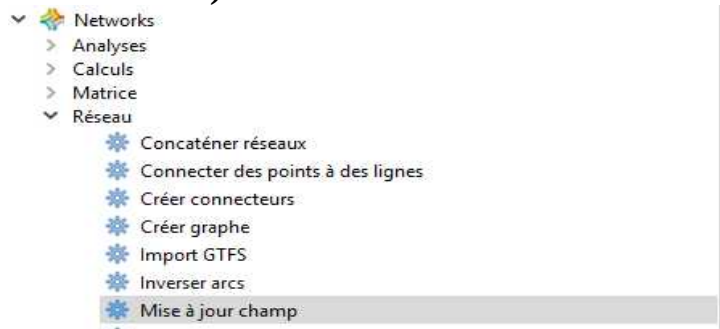 Networks
Analyses
Calculs
Matrice
Réseau
Concaténer réseaux
Connecter des points à des lignes
Créer connecteurs
Créer graphe
Import GTFS
Inverser arcs
Mise à jour champ